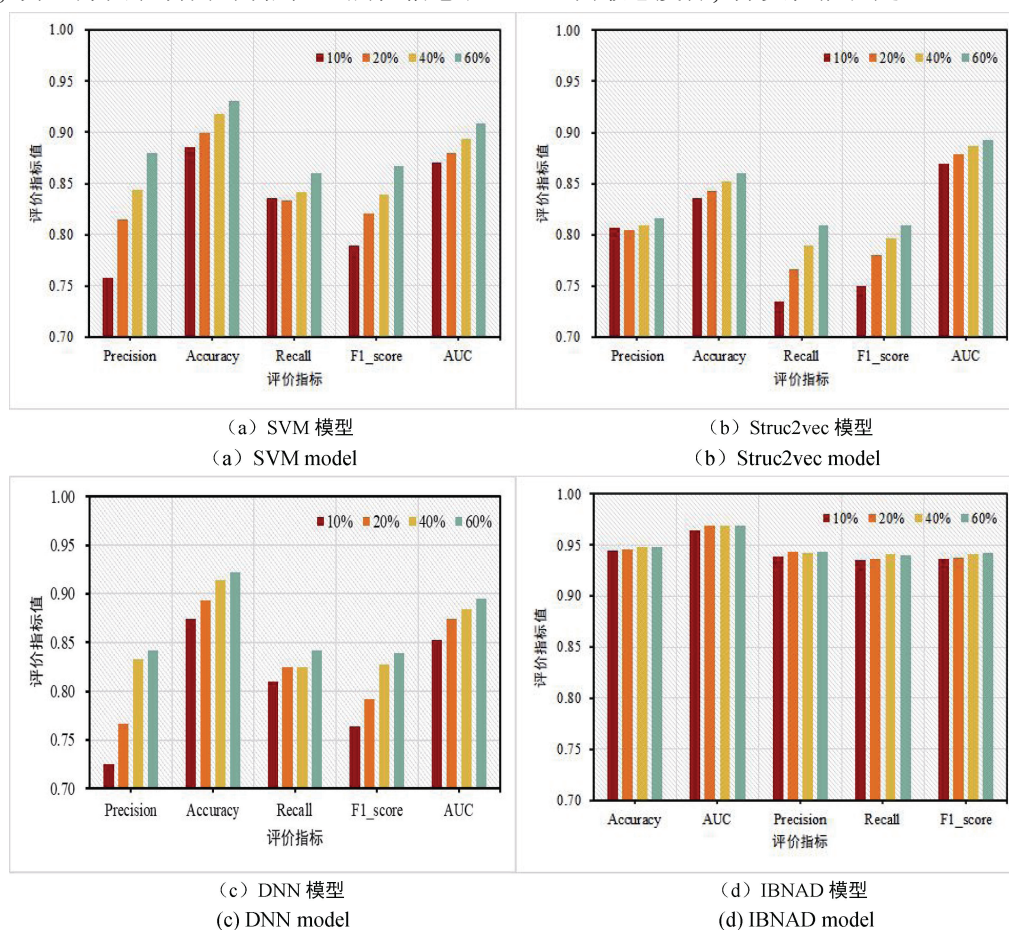 1.00
0.95
0.90
0.85
0.80
0.75
0.70
评价指标值
10% 20% 40% 60%
Precision Accuracy Recall F1_score AUC
评价指标
1.00
0.95
0.90
0.85
0.80
0.75
0.70
评价指标值
10% 20% 40% 60%
Precision Accuracy Recall F1_score AUC
评价指标
（a）SVM 模型
（a）SVM model
（b）Struc2vec 模型
（b）Struc2vec model
1.00
0.95
0.90
0.85
0.80
0.75
0.70
评价指标值
10% 20% 40% 60%
Precision Accuracy Recall F1_score AUC
评价指标
1.00
0.95
0.90
0.85
0.80
0.75
0.70
评价指标值
10% 20% 40% 60%
Accuracy AUC Precision Recall F1_score
评价指标
（c）DNN 模型
(c) DNN model
（d）IBNAD 模型
(d) IBNAD model